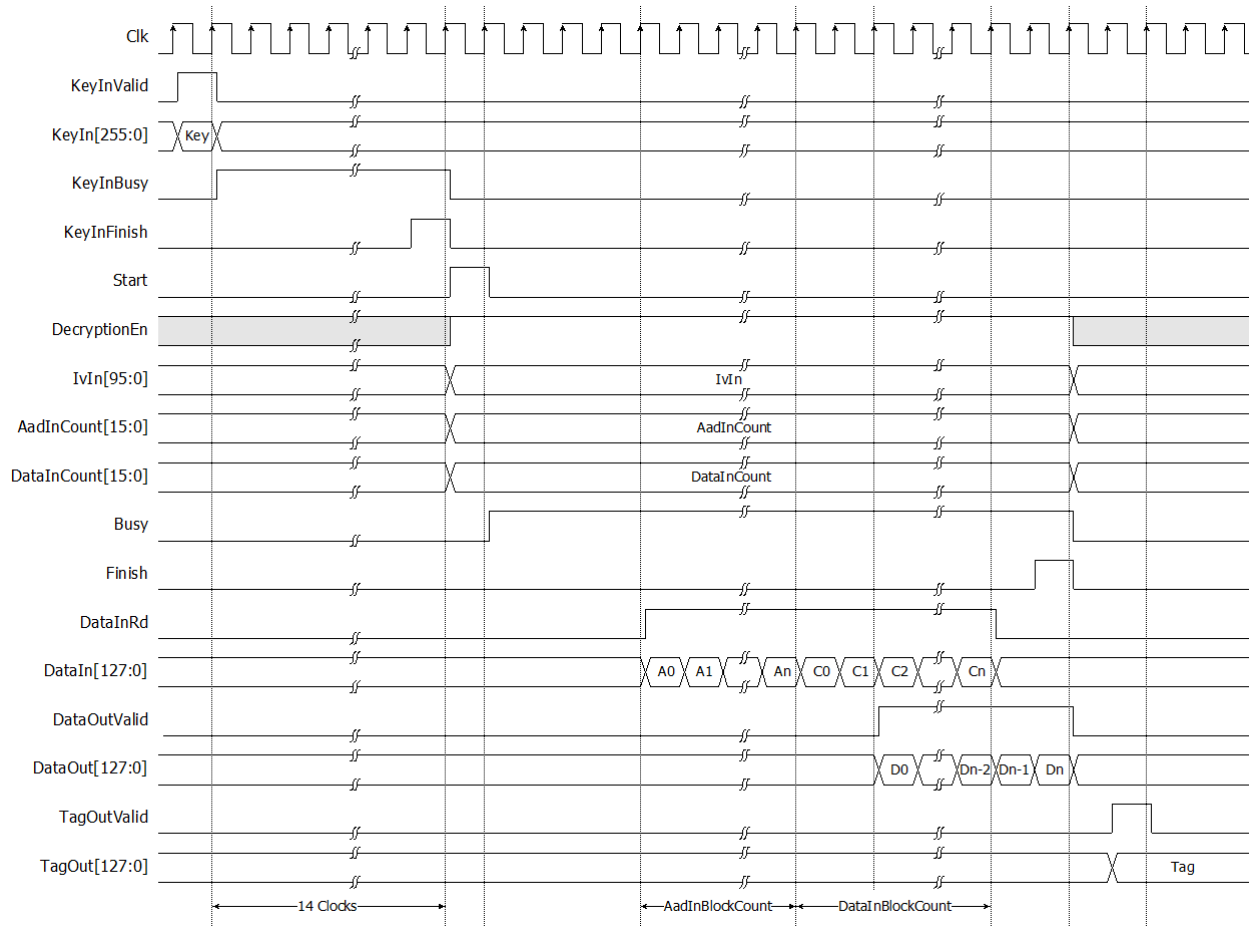 Clk
KeyInValid
KeyIn[255:0] Key
KeyInBusy
KeyInFinish
Start
DecryptionEn
IvIn[95:0] IvIn
AadInCount[15:0] AadInCount
DataInCount[15:0] DataInCount
Busy
Finish
DataInRd
DataIn[127:0] A0 A1 An C0 C1 C2 Cn
DataOutValid
DataOut[127:0] D0 Dn-2 Dn-1 Dn
TagOutValid
TagOut[127:0] Tag
14 Clocks AadInBlockCount DataInBlockCount